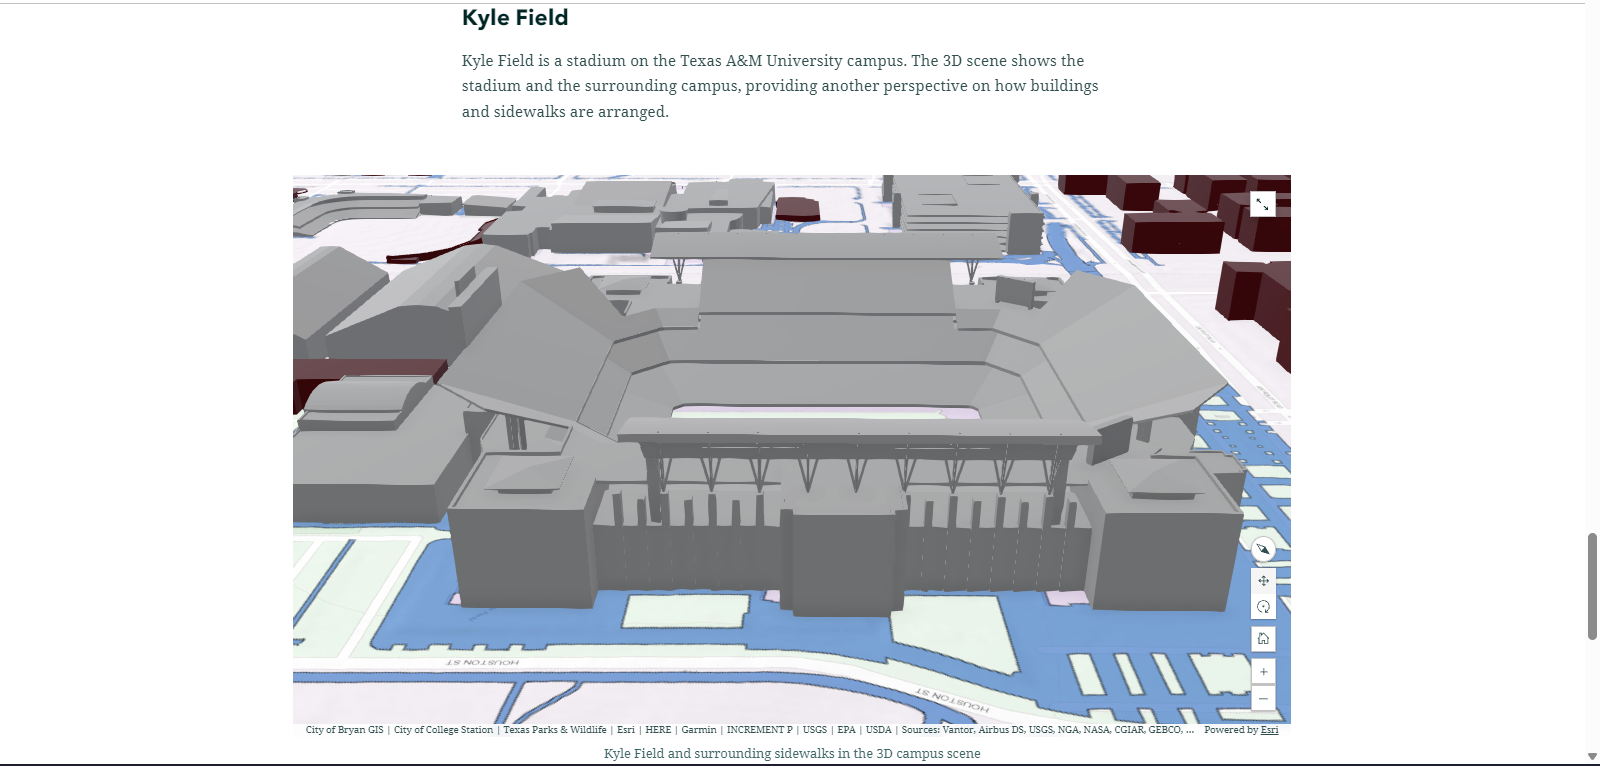 Kyle Field
Kyle Field is a stadium on the Texas A&M University campus. The 3D scene shows the
stadium and the surrounding campus, providing another perspective on how buildings
and sidewalks are arranged.
HOUSTON ST
HOUSTON ST
City of Bryan GIS | City of College Station | Texas Parks & Wildlife | Esri | HERE | Garmin | INCREMENT P | USGS | EPA | USDA | Sources: Vantor, Airbus DS, USGS, NGA, NASA, CGIAR, GEBCO, ... Powered by Esri
Kyle Field and surrounding sidewalks in the 3D campus scene